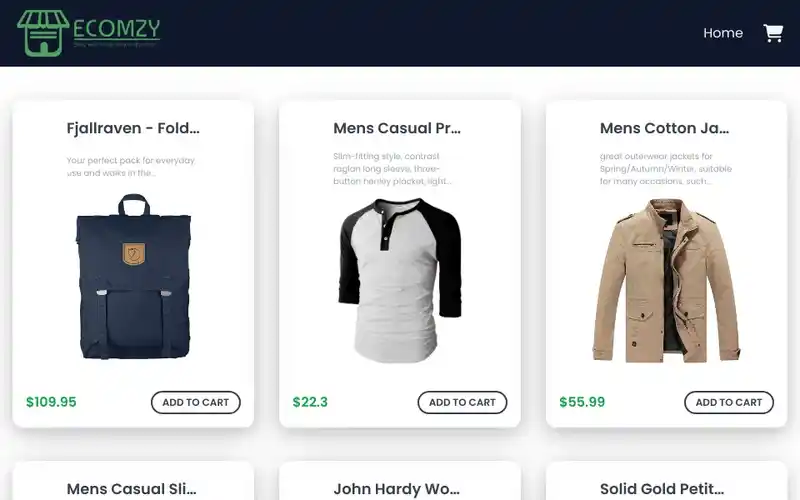 ECOMZY
Home
Fjallraven - Fold...
Your perfect pack for everyday
use and walks in the...
$109.95
ADD TO CART
Mens Casual Pr...
Slim-fitting style, contrast
raglan long sleeve, three-
button henley placket, light...
$22.3
ADD TO CART
Mens Cotton Ja...
great outerwear jackets for
Spring/Autumn/Winter, suitable
for many occasions, such...
$55.99
ADD TO CART
Mens Casual Sli...
John Hardy Wo...
Solid Gold Petit...